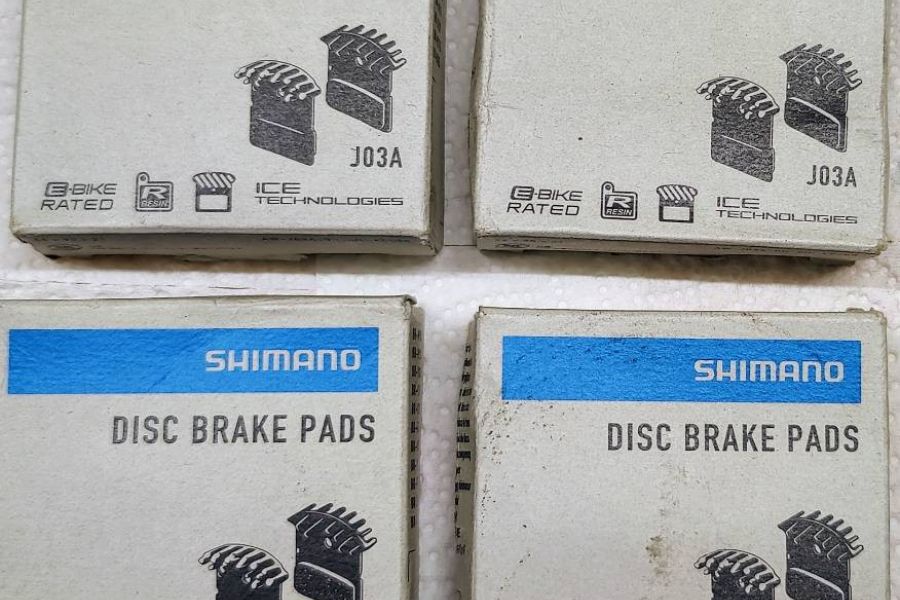 J03A
E-BIKE RATED
R RESIN
ICE TECHNOLOGIES
J03A
E-BIKE RATED
R RESIN
ICE TECHNOLOGIES
SHIMANO
DISC BRAKE PADS
SHIMANO
DISC BRAKE PADS